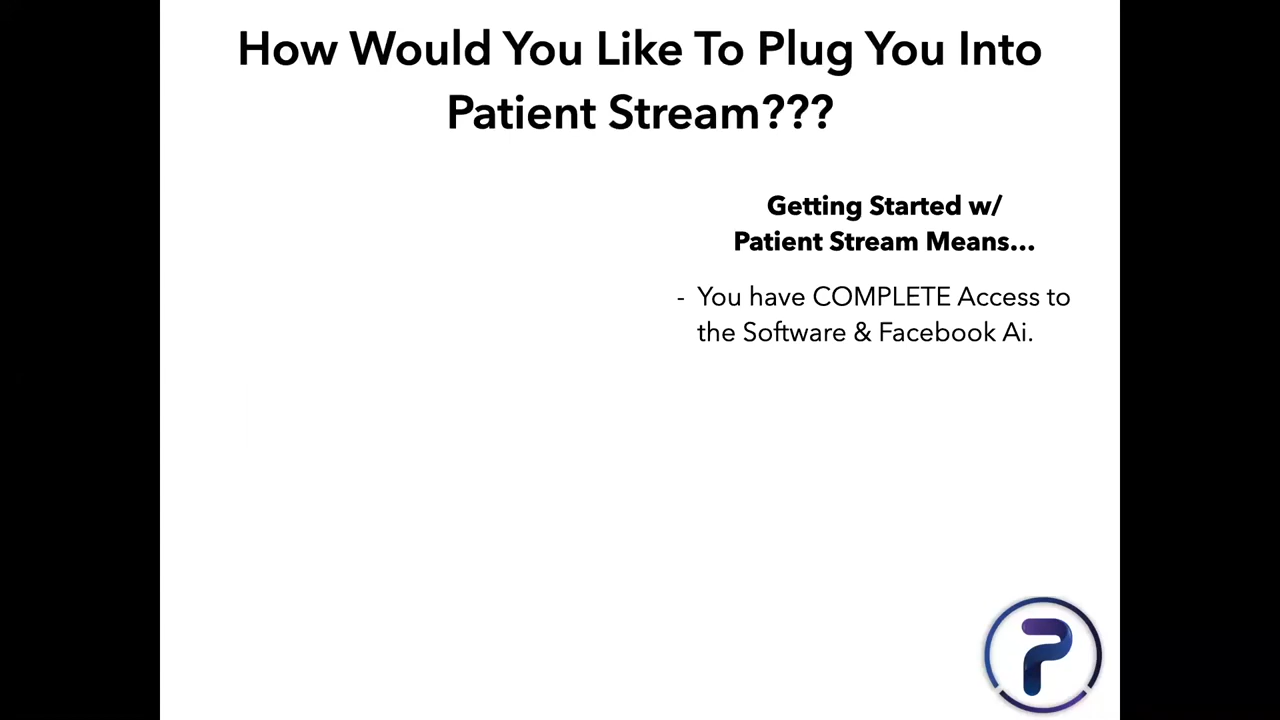 How Would You Like To Plug You Into
Patient Stream???
Getting Started w/
Patient Stream Means...
- You have COMPLETE Access to
the Software & Facebook Ai.